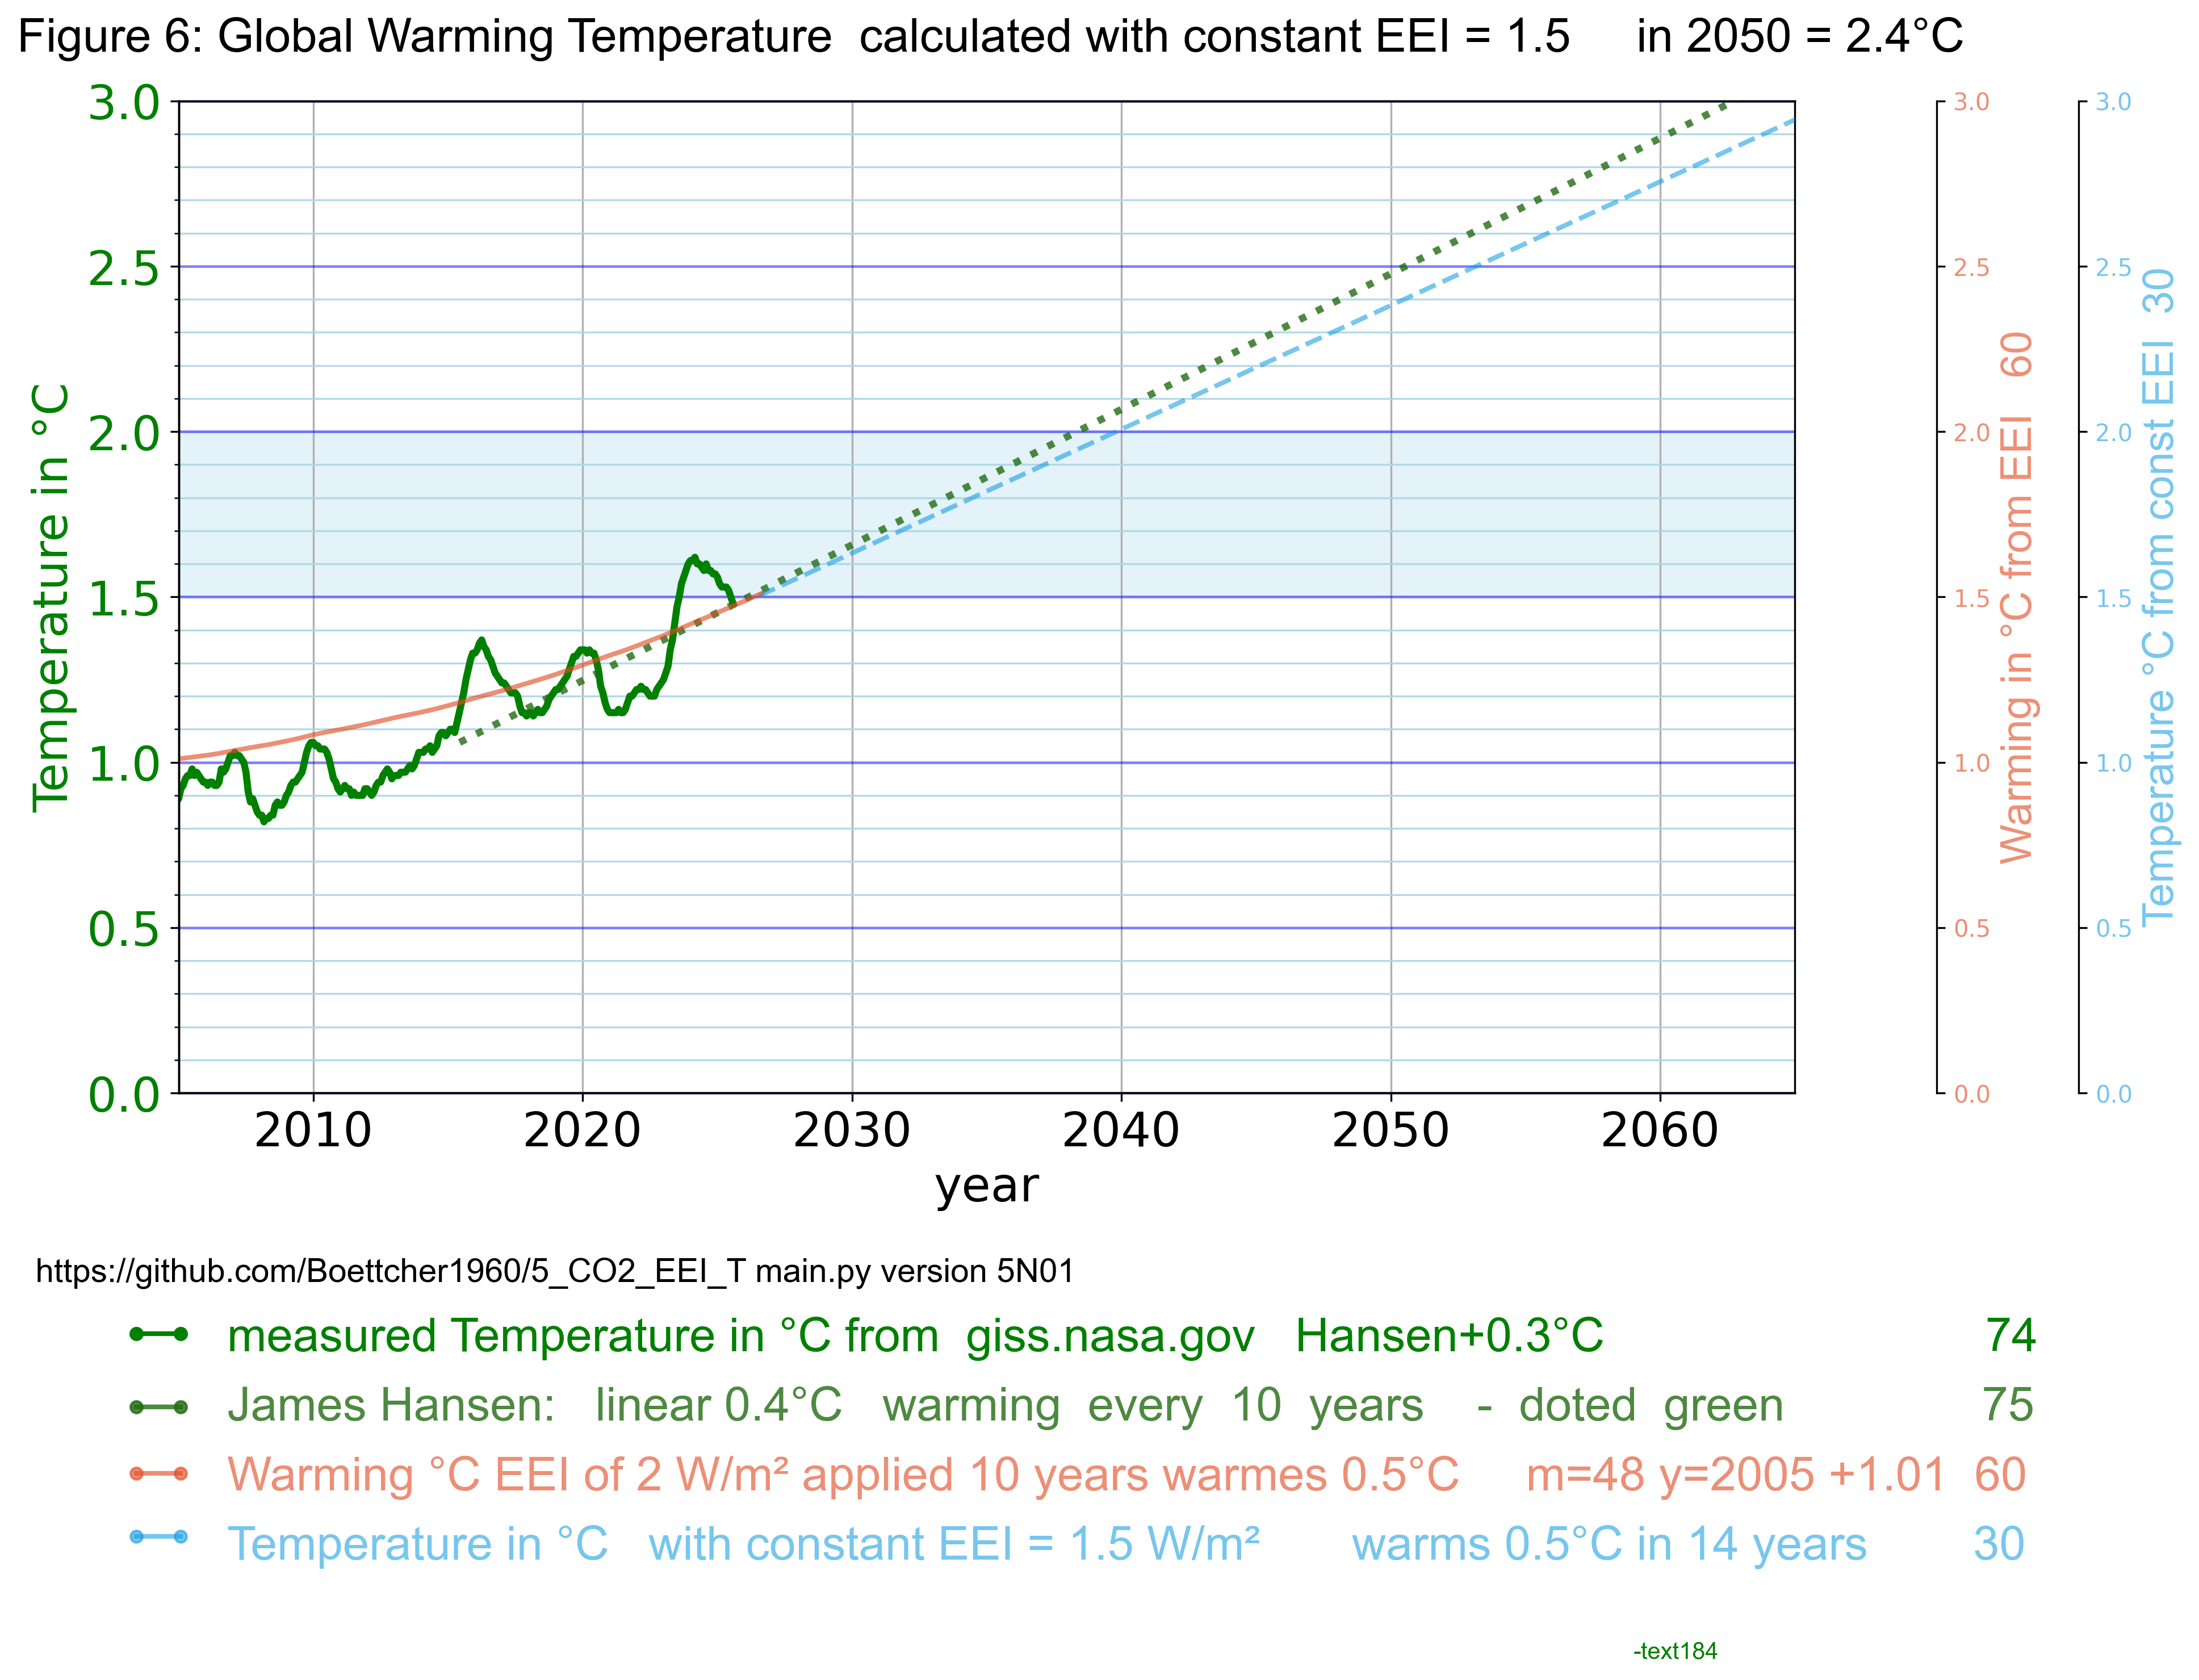 Figure 6: Global Warming Temperature  calculated with constant EEI = 1.5     in 2050 = 2.4°C
Temperature in °C
3.0
2.5
2.0
1.5
1.0
0.5
0.0
2010
2020
2030
2040
2050
2060
year
3.0
2.5
2.0
1.5
1.0
0.5
0.0
Warming in °C from EEI   60
3.0
2.5
2.0
1.5
1.0
0.5
0.0
Temperature °C from const EEI  30
https://github.com/Boettcher1960/5_CO2_EEI_T main.py version 5N01
measured Temperature in °C from  giss.nasa.gov   Hansen+0.3°C 74
James Hansen:   linear 0.4°C   warming  every  10  years    -  doted  green 75
Warming °C EEI of 2 W/m² applied 10 years warmes 0.5°C     m=48 y=2005 +1.01  60
Temperature in °C   with constant EEI = 1.5 W/m²       warms 0.5°C in 14 years 30
-text184